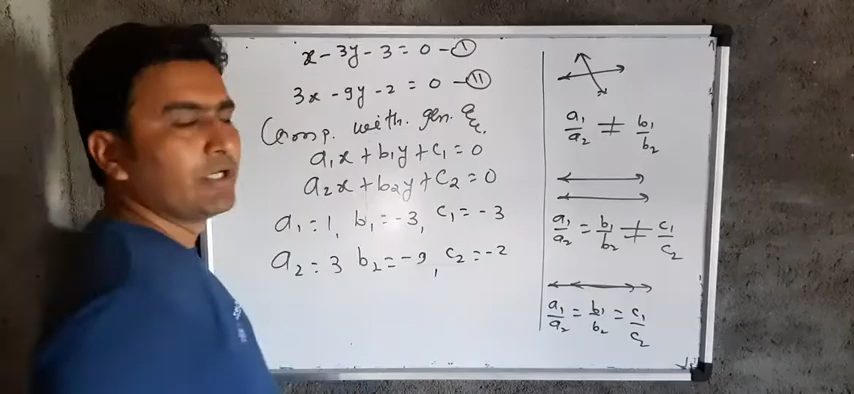 x - 3y - 3 = 0 - I
3x - 9y - 2 = 0 - II
Comp. with. gen. Eq.
a₁x + b₁y + c₁ = 0
a₂x + b₂y + c₂ = 0
a₁ = 1, b₁ = -3, c₁ = -3
a₂ = 3 b₂ = -9, c₂ = -2
a₁/a₂ ≠ b₁/b₂
a₁/a₂ = b₁/b₂ ≠ c₁/c₂
a₁/a₂ = b₁/b₂ = c₁/c₂